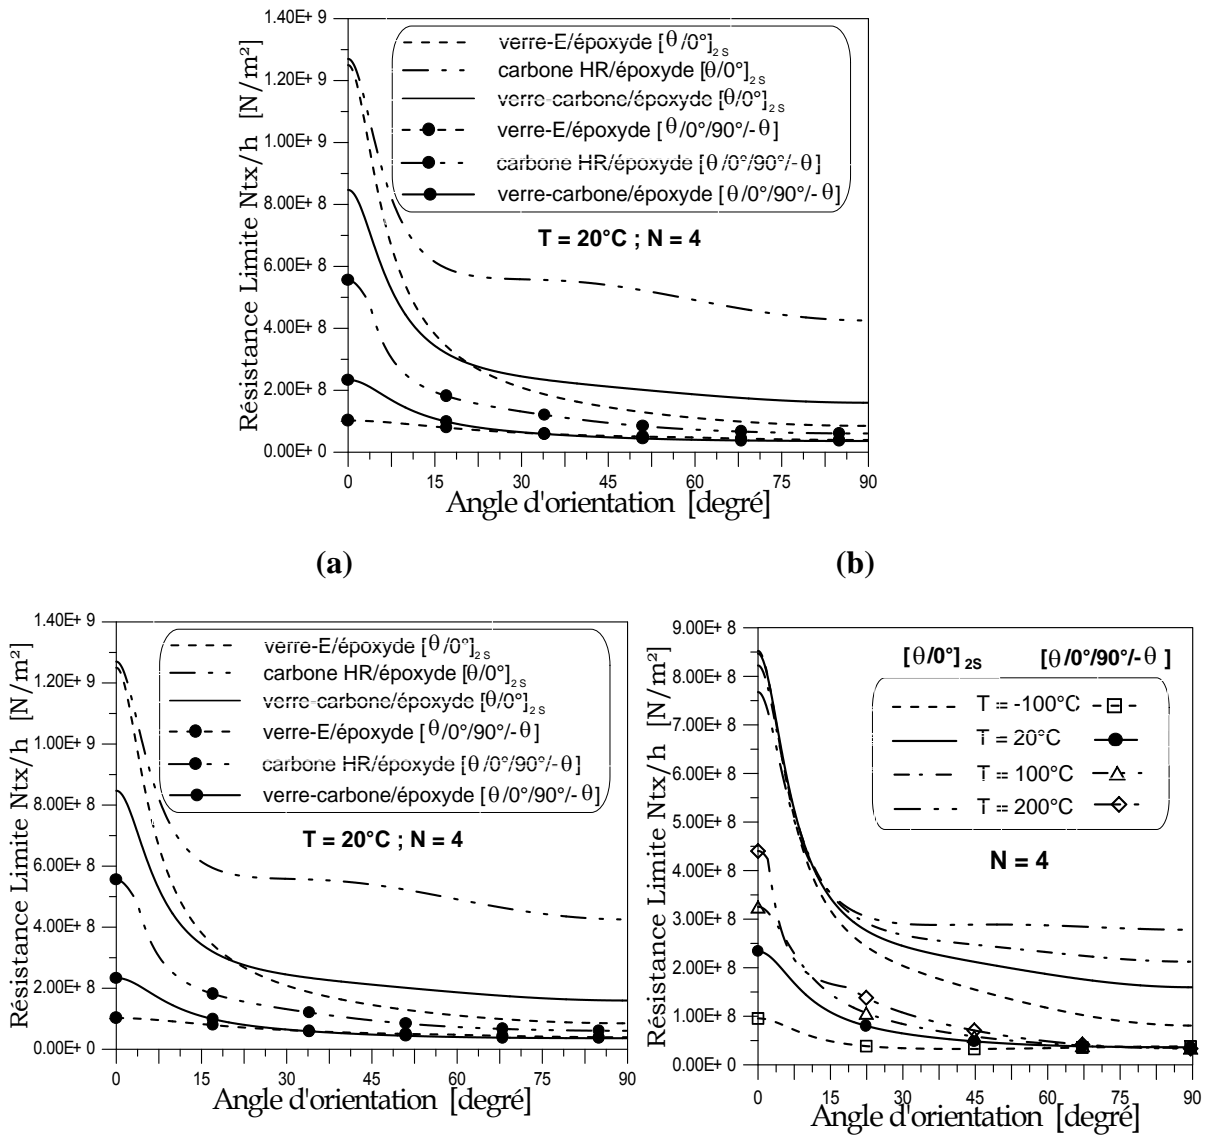 Résistance Limite Ntx/h [N/m²]
1.40E+ 9
1.20E+ 9
1.00E+ 9
8.00E+ 8
6.00E+ 8
4.00E+ 8
2.00E+ 8
0.00E+ 0
verre-E/époxyde [θ/0°]2S
carbone HR/époxyde [θ/0°]2S
verre-carbone/époxyde [θ/0°]2S
verre-E/époxyde [θ/0°/90°/-θ]
carbone HR/époxyde [θ/0°/90°/-θ]
verre-carbone/époxyde [θ/0°/90°/-θ]
T = 20°C ; N = 4
0 15 30 45 60 75 90
Angle d'orientation [degré]
(a) (b)
Résistance Limite Ntx/h [N/m²]
1.40E+ 9
1.20E+ 9
1.00E+ 9
8.00E+ 8
6.00E+ 8
4.00E+ 8
2.00E+ 8
0.00E+ 0
verre-E/époxyde [θ/0°]2S
carbone HR/époxyde [θ/0°]2S
verre-carbone/époxyde [θ/0°]2S
verre-E/époxyde [θ/0°/90°/-θ]
carbone HR/époxyde [θ/0°/90°/-θ]
verre-carbone/époxyde [θ/0°/90°/-θ]
T = 20°C ; N = 4
0 15 30 45 60 75 90
Angle d'orientation [degré]
Résistance Limite Ntx/h [N/m²]
9.00E+ 8
8.00E+ 8
7.00E+ 8
6.00E+ 8
5.00E+ 8
4.00E+ 8
3.00E+ 8
2.00E+ 8
1.00E+ 8
0.00E+ 0
[θ/0°]2S [θ/0°/90°/-θ]
T = -100°C
T = 20°C
T = 100°C
T = 200°C
N = 4
0 15 30 45 60 75 90
Angle d'orientation [degré]